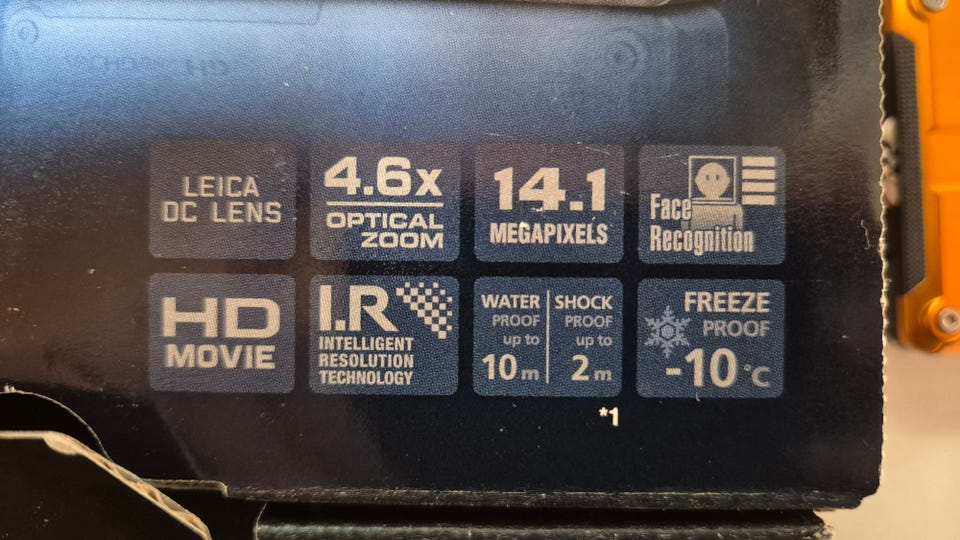 LEICA
DC LENS
4.6x
OPTICAL
ZOOM
14.1
MEGAPIXELS
Face
Recognition
HD
MOVIE
I.R
INTELLIGENT
RESOLUTION
TECHNOLOGY
WATER
PROOF
up to
10 m
SHOCK
PROOF
up to
2 m
FREEZE
PROOF
-10 °C
*1